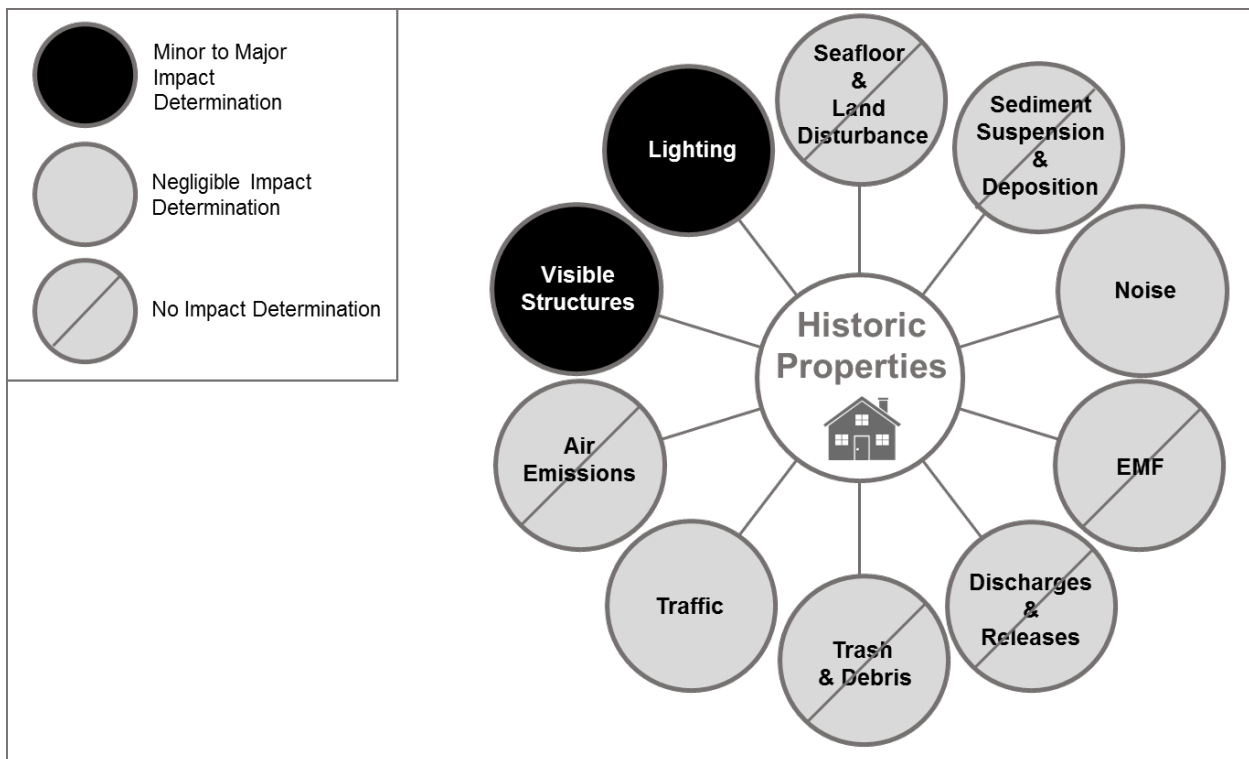 Minor to Major
Impact
Determination
Negligible Impact
Determination
No Impact Determination
Seafloor
&
Land
Disturbance
Sediment
Suspension
&
Deposition
Noise
EMF
Discharges
&
Releases
Trash
& Debris
Traffic
Air
Emissions
Visible
Structures
Lighting
Historic
Properties